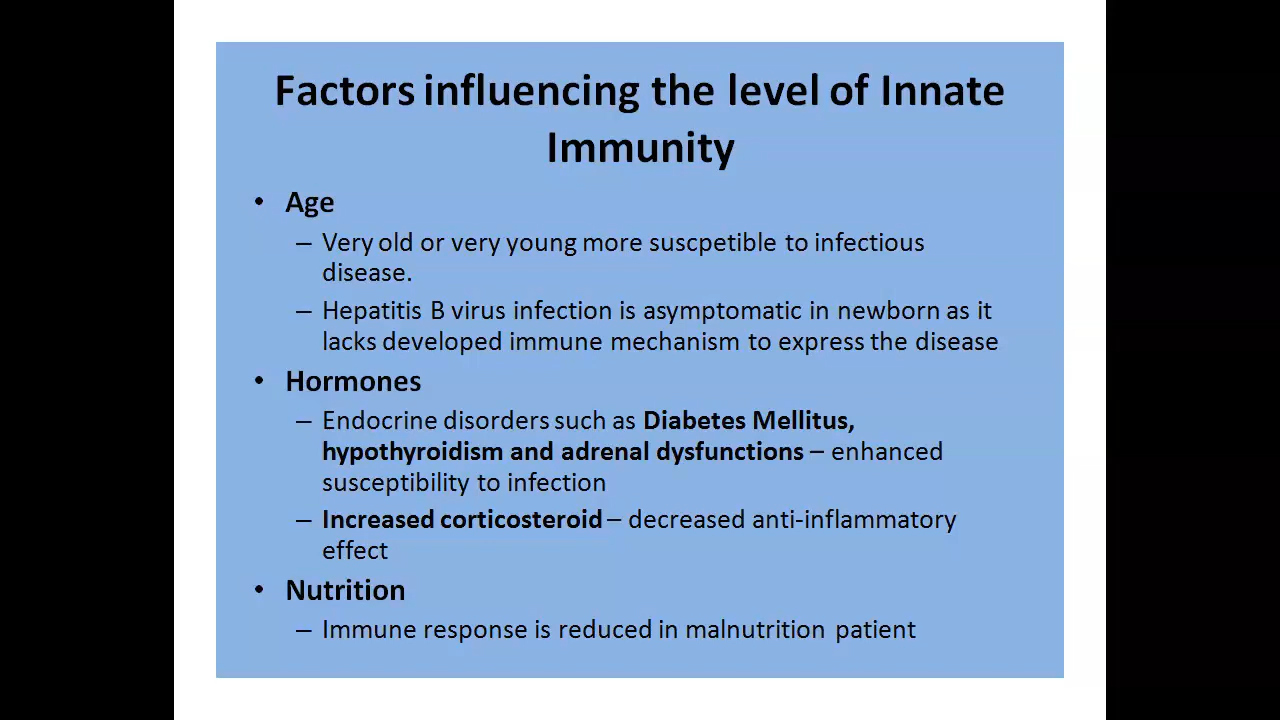 Factors influencing the level of Innate
Immunity
• Age
– Very old or very young more suscpetible to infectious
disease.
– Hepatitis B virus infection is asymptomatic in newborn as it
lacks developed immune mechanism to express the disease
• Hormones
– Endocrine disorders such as Diabetes Mellitus,
hypothyroidism and adrenal dysfunctions – enhanced
susceptibility to infection
– Increased corticosteroid – decreased anti-inflammatory
effect
• Nutrition
– Immune response is reduced in malnutrition patient